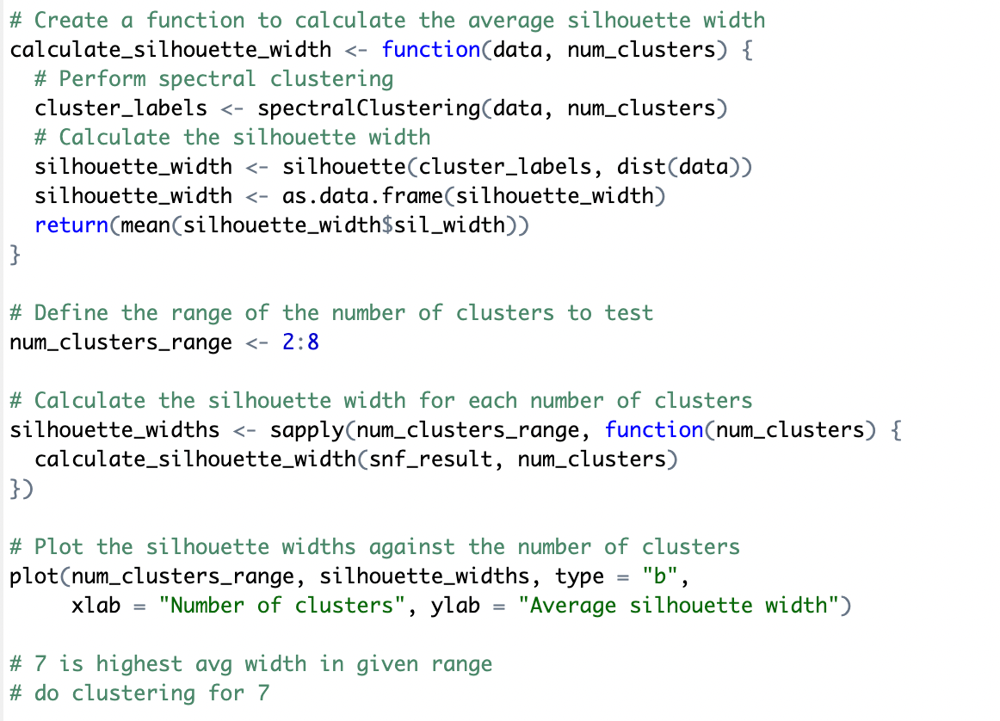 # Create a function to calculate the average silhouette width
calculate_silhouette_width <- function(data, num_clusters) {
  # Perform spectral clustering
  cluster_labels <- spectralClustering(data, num_clusters)
  # Calculate the silhouette width
  silhouette_width <- silhouette(cluster_labels, dist(data))
  silhouette_width <- as.data.frame(silhouette_width)
  return(mean(silhouette_width$sil_width))
}

# Define the range of the number of clusters to test
num_clusters_range <- 2:8

# Calculate the silhouette width for each number of clusters
silhouette_widths <- sapply(num_clusters_range, function(num_clusters) {
  calculate_silhouette_width(snf_result, num_clusters)
})

# Plot the silhouette widths against the number of clusters
plot(num_clusters_range, silhouette_widths, type = "b",
     xlab = "Number of clusters", ylab = "Average silhouette width")

# 7 is highest avg width in given range
# do clustering for 7